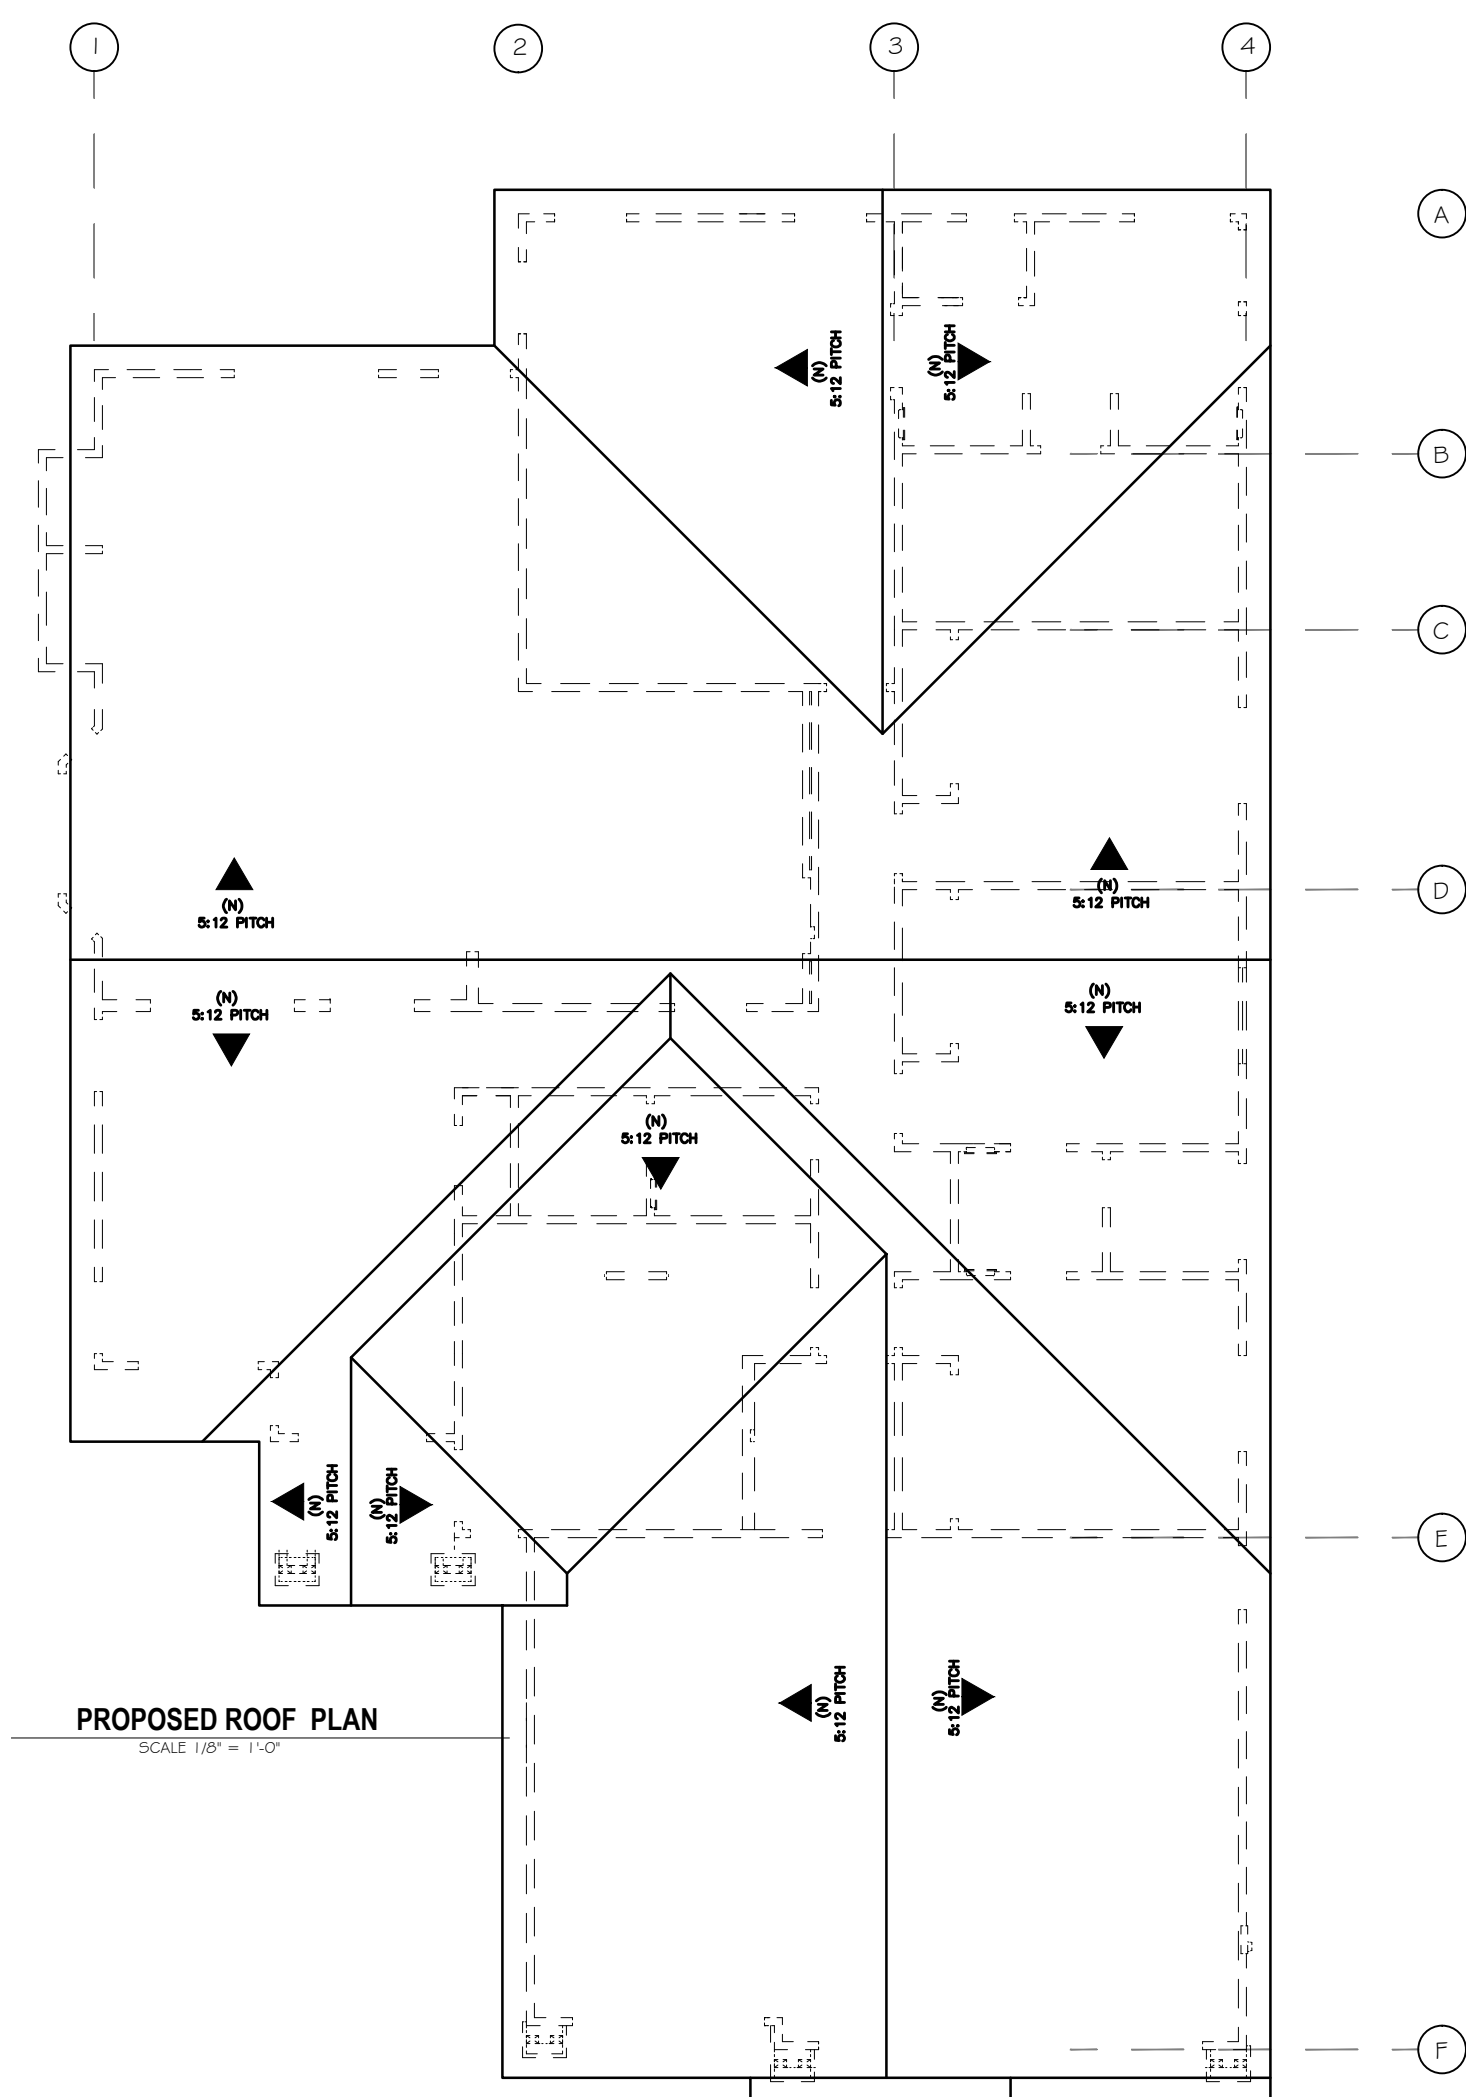 1
2
3
4
A
(N)
5:12 PITCH
(N)
5:12 PITCH
B
C
(N)
5:12 PITCH
(N)
5:12 PITCH
D
(N)
5:12 PITCH
(N)
5:12 PITCH
(N)
5:12 PITCH
(N)
5:12 PITCH
(N)
5:12 PITCH
E
(N)
5:12 PITCH
(N)
5:12 PITCH
PROPOSED ROOF PLAN
SCALE 1/8" = 1'-0"
F